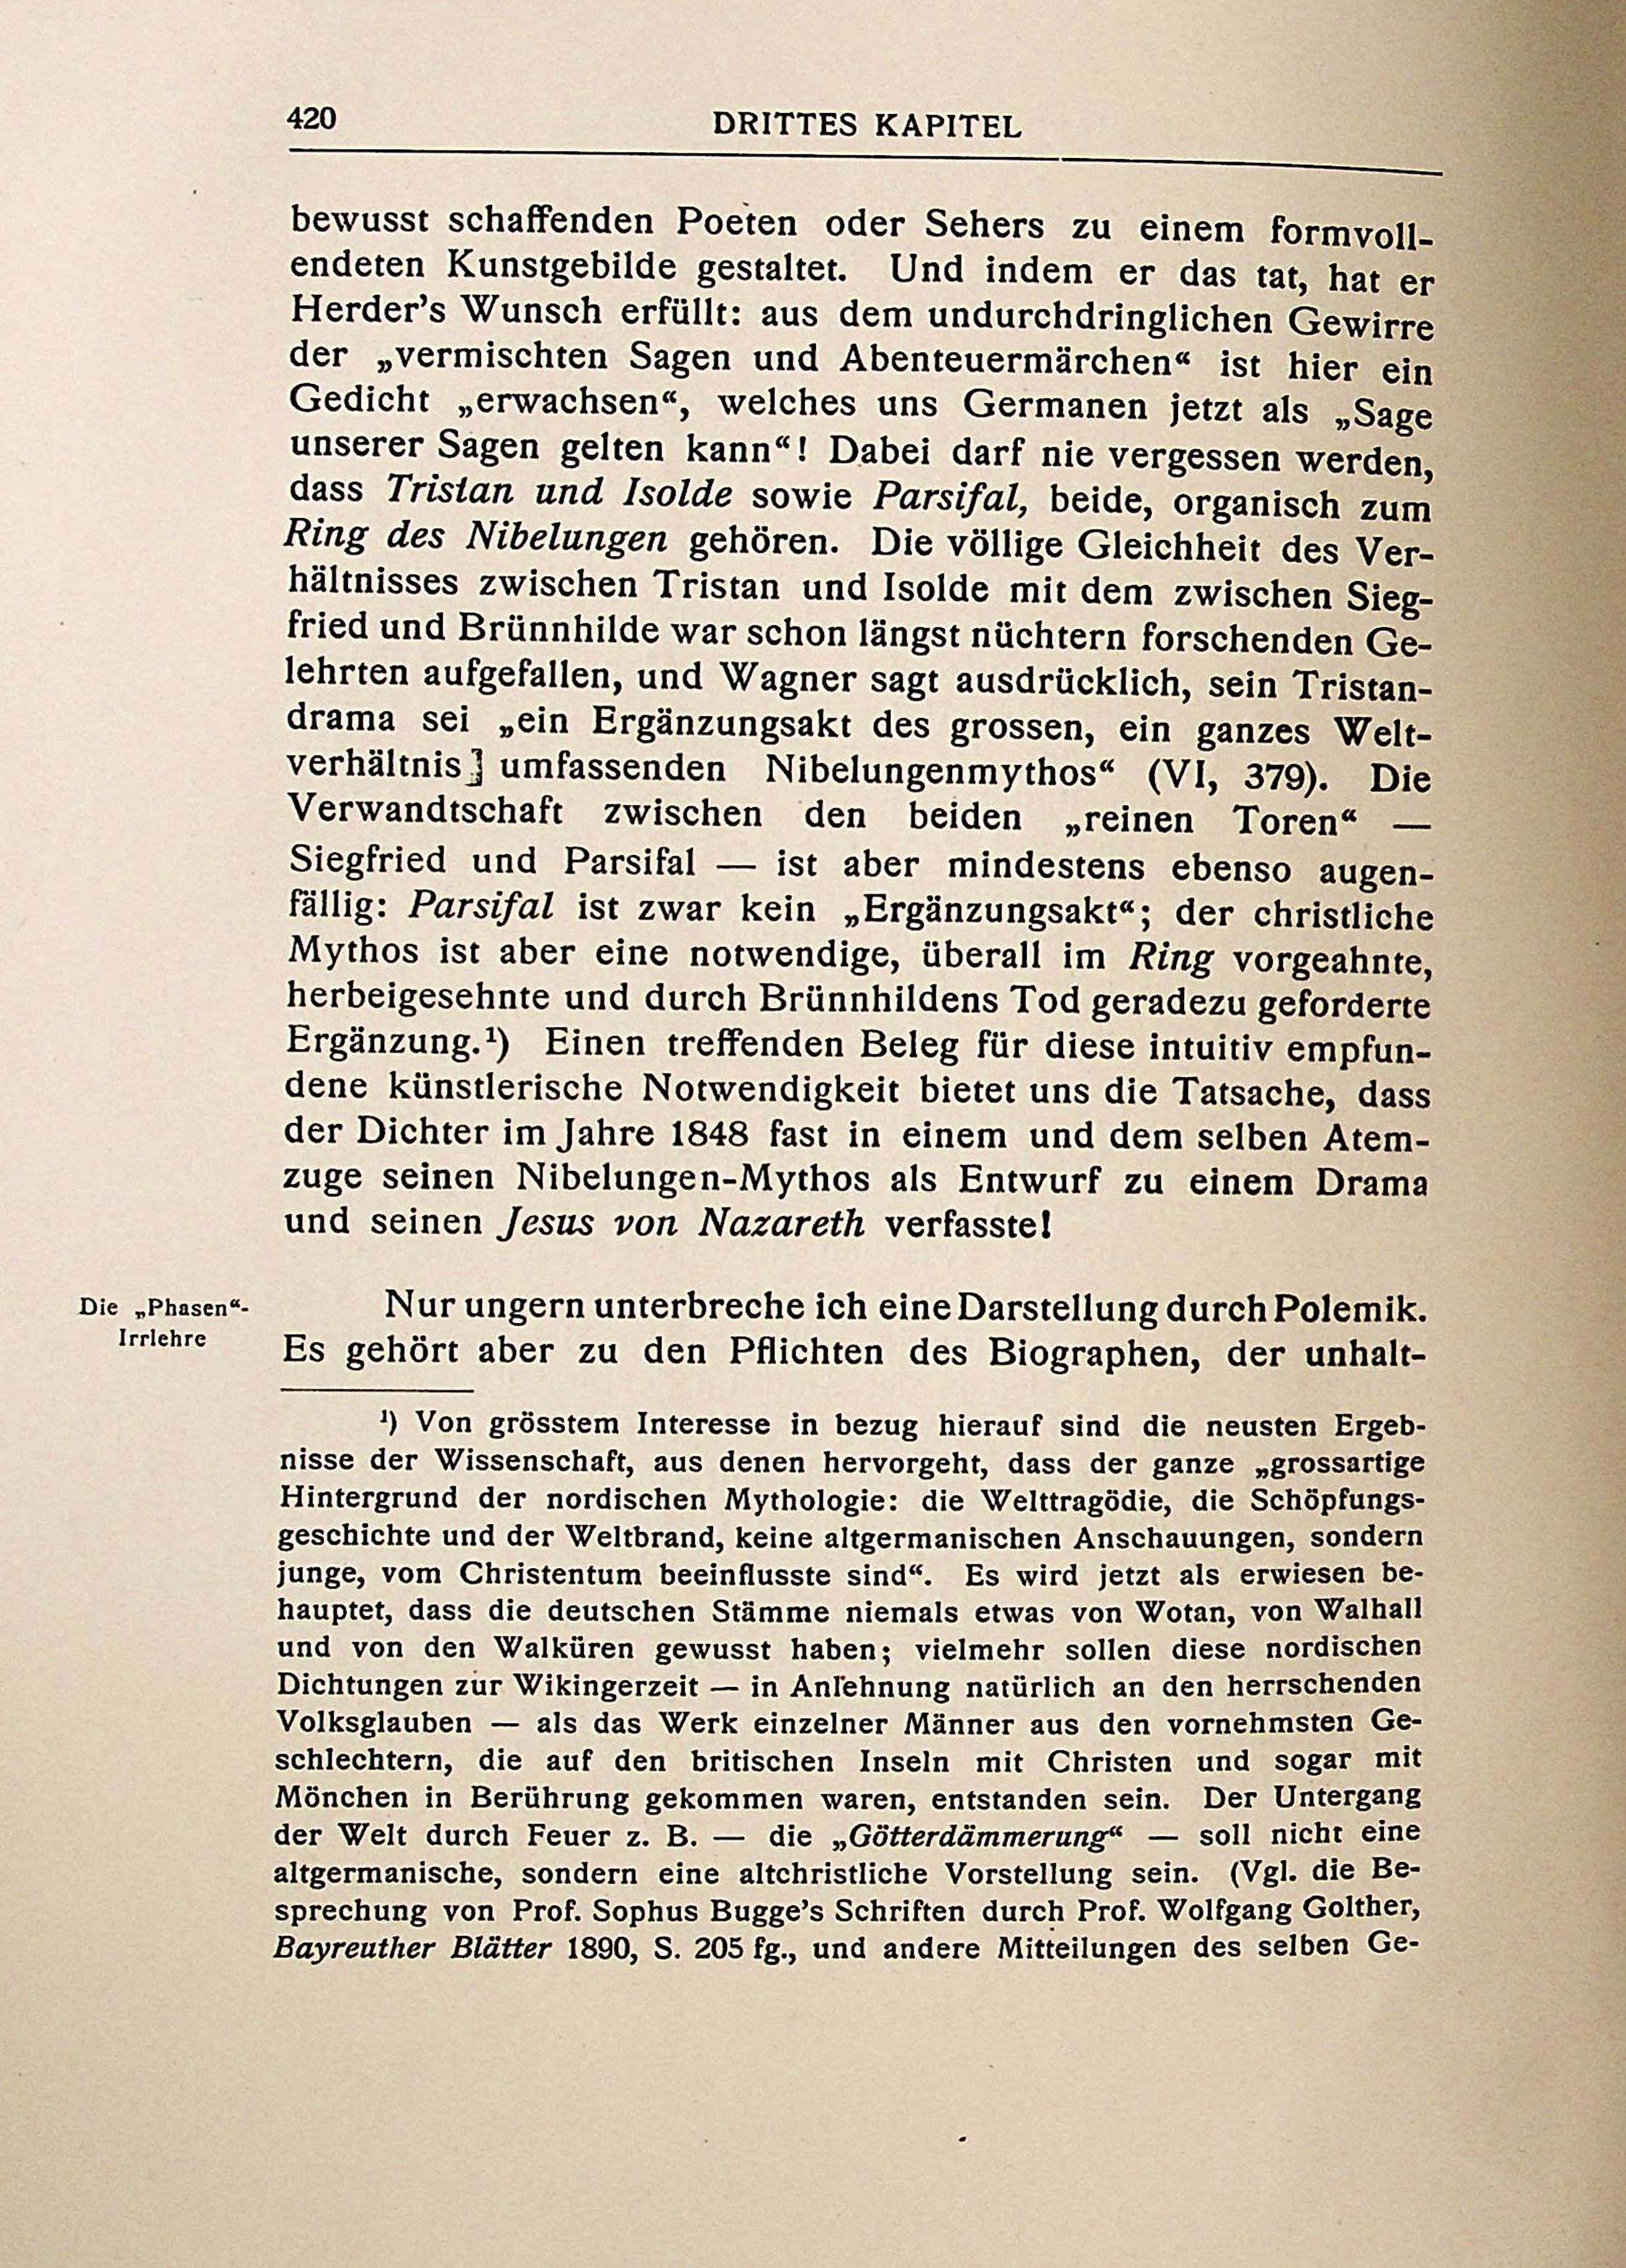 420
DRITTES KAPITEL
bewusst schaffenden Poeten oder Sehers zu einem formvoll-
endeten Kunstgebilde gestaltet. Und indem er das tat, hat er
Herder's Wunsch erfüllt: aus dem undurchdringlichen Gewirre
der „vermischten Sagen und Abenteuermärchen“ ist hier ein
Gedicht „erwachsen“, welches uns Germanen jetzt als „Sage
unserer Sagen gelten kann“! Dabei darf nie vergessen werden,
dass Tristan und Isolde sowie Parsifal, beide, organisch zum
Ring des Nibelungen gehören. Die völlige Gleichheit des Ver-
hältnisses zwischen Tristan und Isolde mit dem zwischen Sieg-
fried und Brünnhilde war schon längst nüchtern forschenden Ge-
lehrten aufgefallen, und Wagner sagt ausdrücklich, sein Tristan-
drama sei „ein Ergänzungsakt des grossen, ein ganzes Welt-
verhältnis] umfassenden Nibelungenmythos“ (VI, 379). Die
Verwandtschaft zwischen den beiden „reinen Toren“ —
Siegfried und Parsifal — ist aber mindestens ebenso augen-
fällig: Parsifal ist zwar kein „Ergänzungsakt“; der christliche
Mythos ist aber eine notwendige, überall im Ring vorgeahnte,
herbeigesehnte und durch Brünnhildens Tod geradezu geforderte
Ergänzung.¹) Einen treffenden Beleg für diese intuitiv empfun-
dene künstlerische Notwendigkeit bietet uns die Tatsache, dass
der Dichter im Jahre 1848 fast in einem und dem selben Atem-
zuge seinen Nibelungen-Mythos als Entwurf zu einem Drama
und seinen Jesus von Nazareth verfasste!
Die „Phasen“-
Irrlehre
Nur ungern unterbreche ich eine Darstellung durch Polemik.
Es gehört aber zu den Pflichten des Biographen, der unhalt-
¹) Von grösstem Interesse in bezug hierauf sind die neusten Ergeb-
nisse der Wissenschaft, aus denen hervorgeht, dass der ganze „grossartige
Hintergrund der nordischen Mythologie: die Welttragödie, die Schöpfungs-
geschichte und der Weltbrand, keine altgermanischen Anschauungen, sondern
junge, vom Christentum beeinflusste sind“. Es wird jetzt als erwiesen be-
hauptet, dass die deutschen Stämme niemals etwas von Wotan, von Walhall
und von den Walküren gewusst haben; vielmehr sollen diese nordischen
Dichtungen zur Wikingerzeit — in Anlehnung natürlich an den herrschenden
Volksglauben — als das Werk einzelner Männer aus den vornehmsten Ge-
schlechtern, die auf den britischen Inseln mit Christen und sogar mit
Mönchen in Berührung gekommen waren, entstanden sein. Der Untergang
der Welt durch Feuer z. B. — die „Götterdämmerung“ — soll nicht eine
altgermanische, sondern eine altchristliche Vorstellung sein. (Vgl. die Be-
sprechung von Prof. Sophus Bugge's Schriften durch Prof. Wolfgang Golther,
Bayreuther Blätter 1890, S. 205 fg., und andere Mitteilungen des selben Ge-